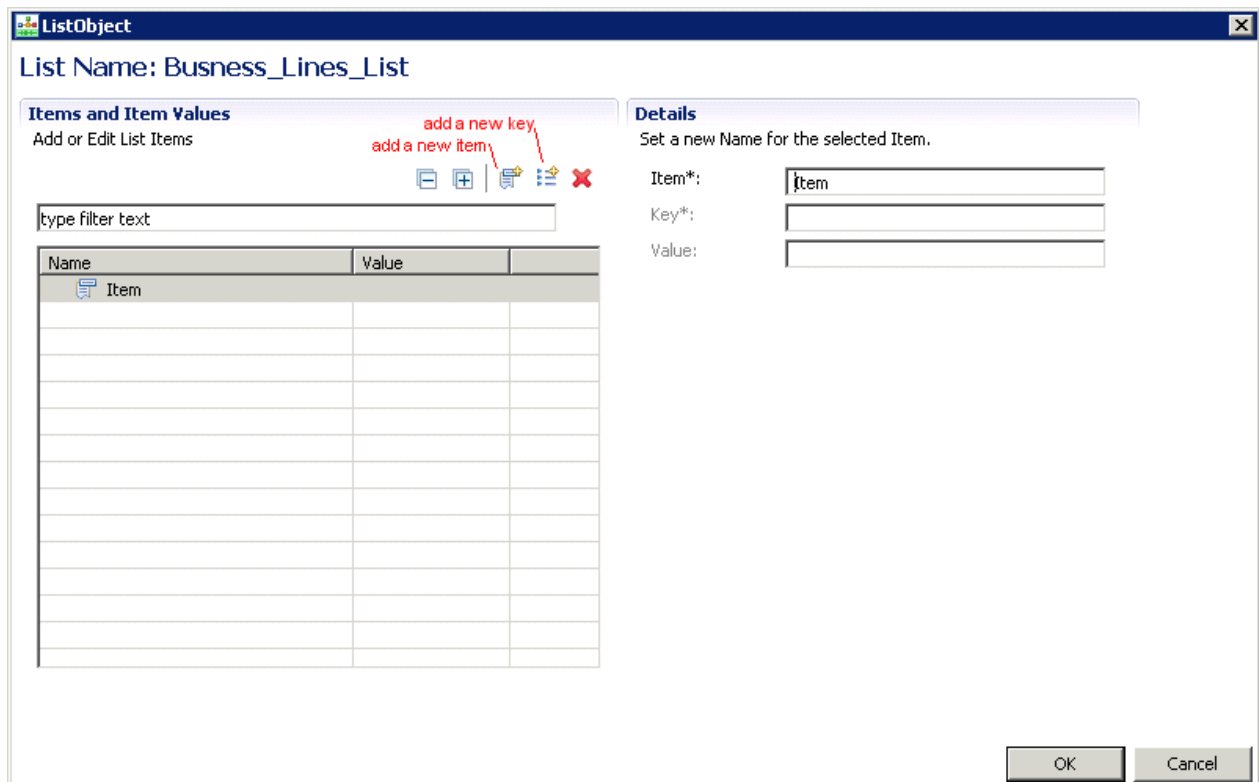 ListObject
List Name: Busness_Lines_List
Items and Item Values
Add or Edit List Items
add a new key
add a new item
type filter text
Name Value
Item
Details
Set a new Name for the selected Item.
Item*: Item
Key*:
Value:
OK Cancel